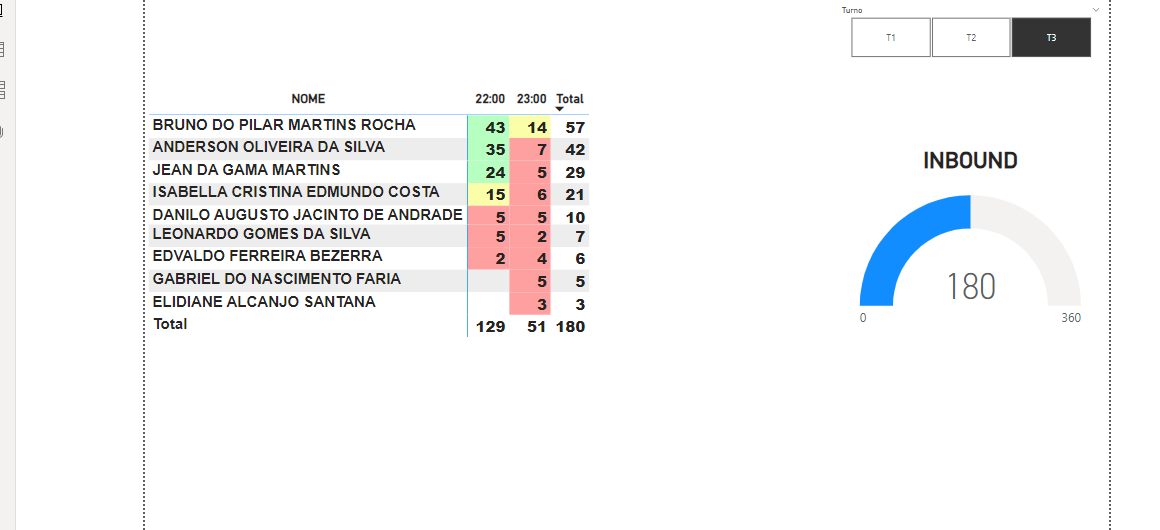 Turno
T1 T2 T3
NOME 22:00 23:00 Total
BRUNO DO PILAR MARTINS ROCHA 43 14 57
ANDERSON OLIVEIRA DA SILVA 35 7 42
JEAN DA GAMA MARTINS 24 5 29
ISABELLA CRISTINA EDMUNDO COSTA 15 6 21
DANILO AUGUSTO JACINTO DE ANDRADE 5 5 10
LEONARDO GOMES DA SILVA 5 2 7
EDVALDO FERREIRA BEZERRA 2 4 6
GABRIEL DO NASCIMENTO FARIA 5 5
ELIDIANE ALCANJO SANTANA 3 3
Total 129 51 180
INBOUND
180
0 360